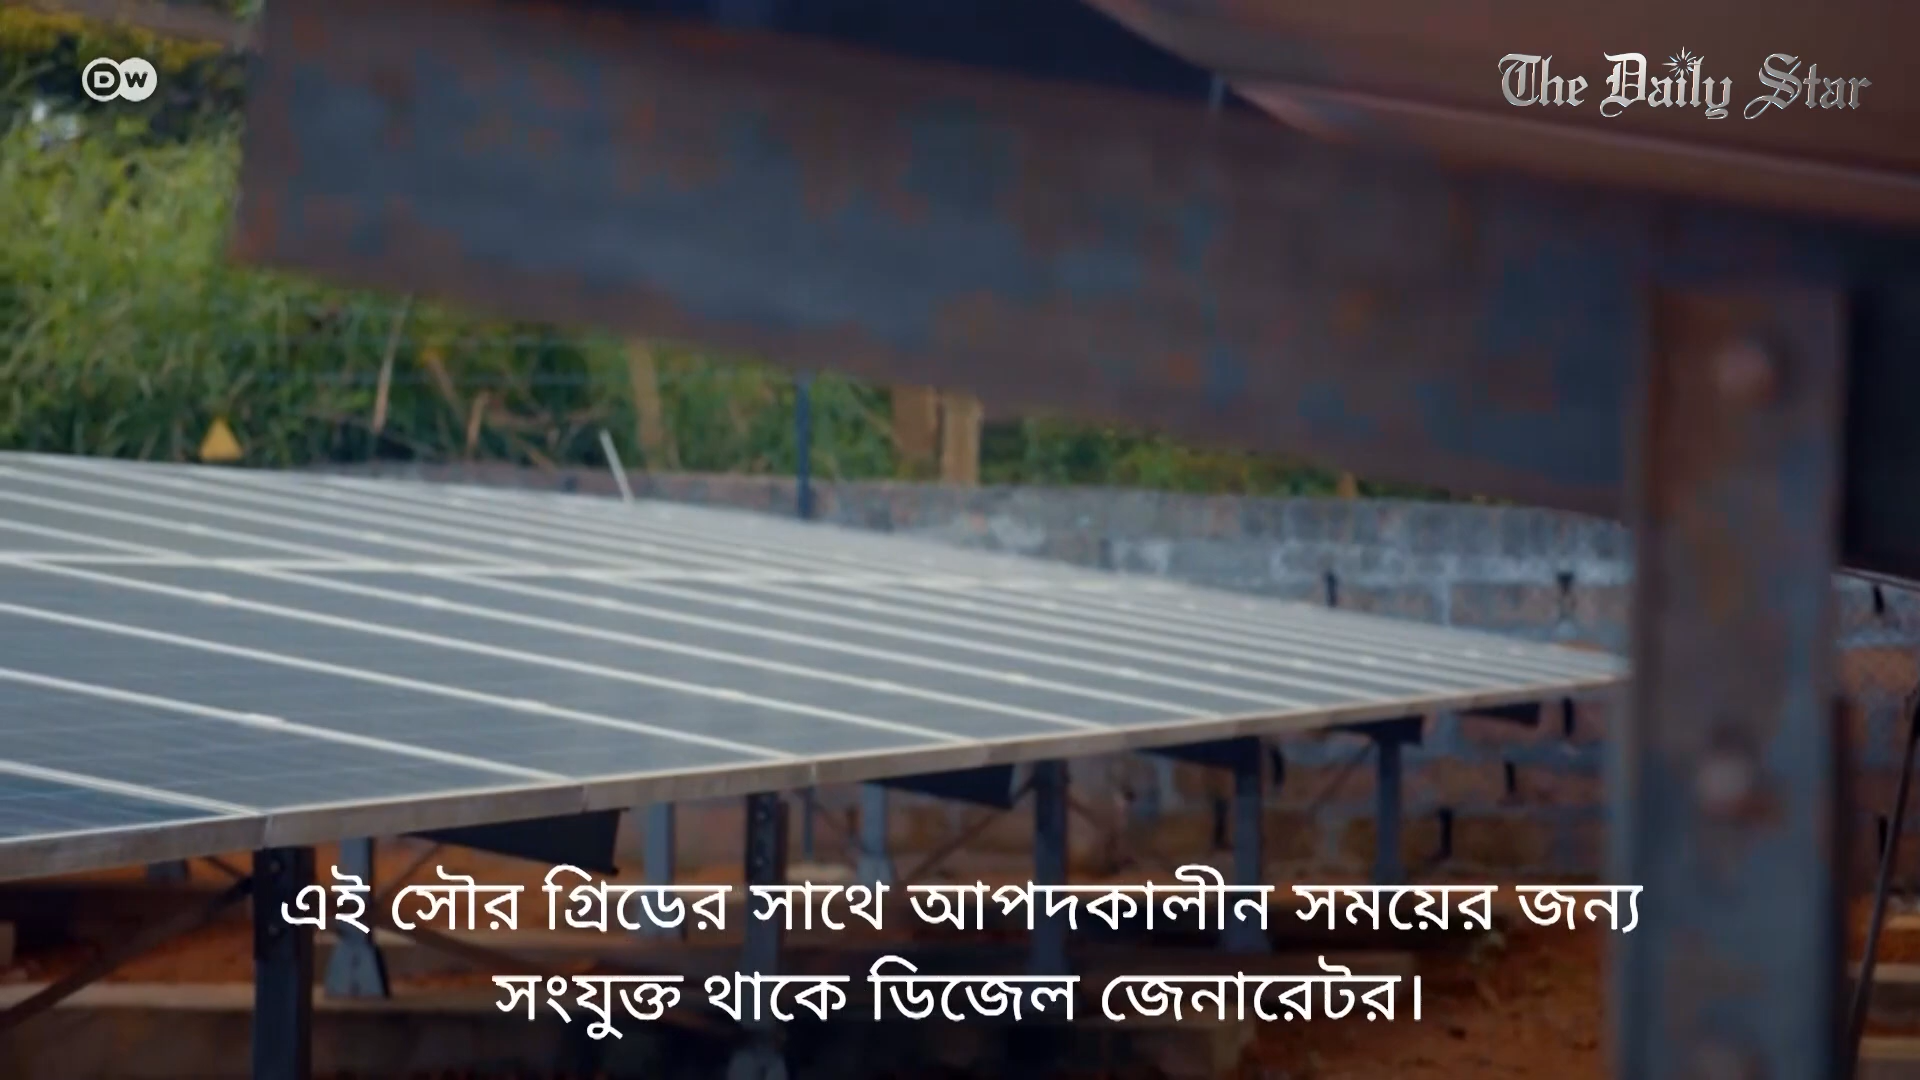 DW
The Daily Star
এই সৌর গ্রিডের সাথে আপদকালীন সময়ের জন্য
সংযুক্ত থাকে ডিজেল জেনারেটর।